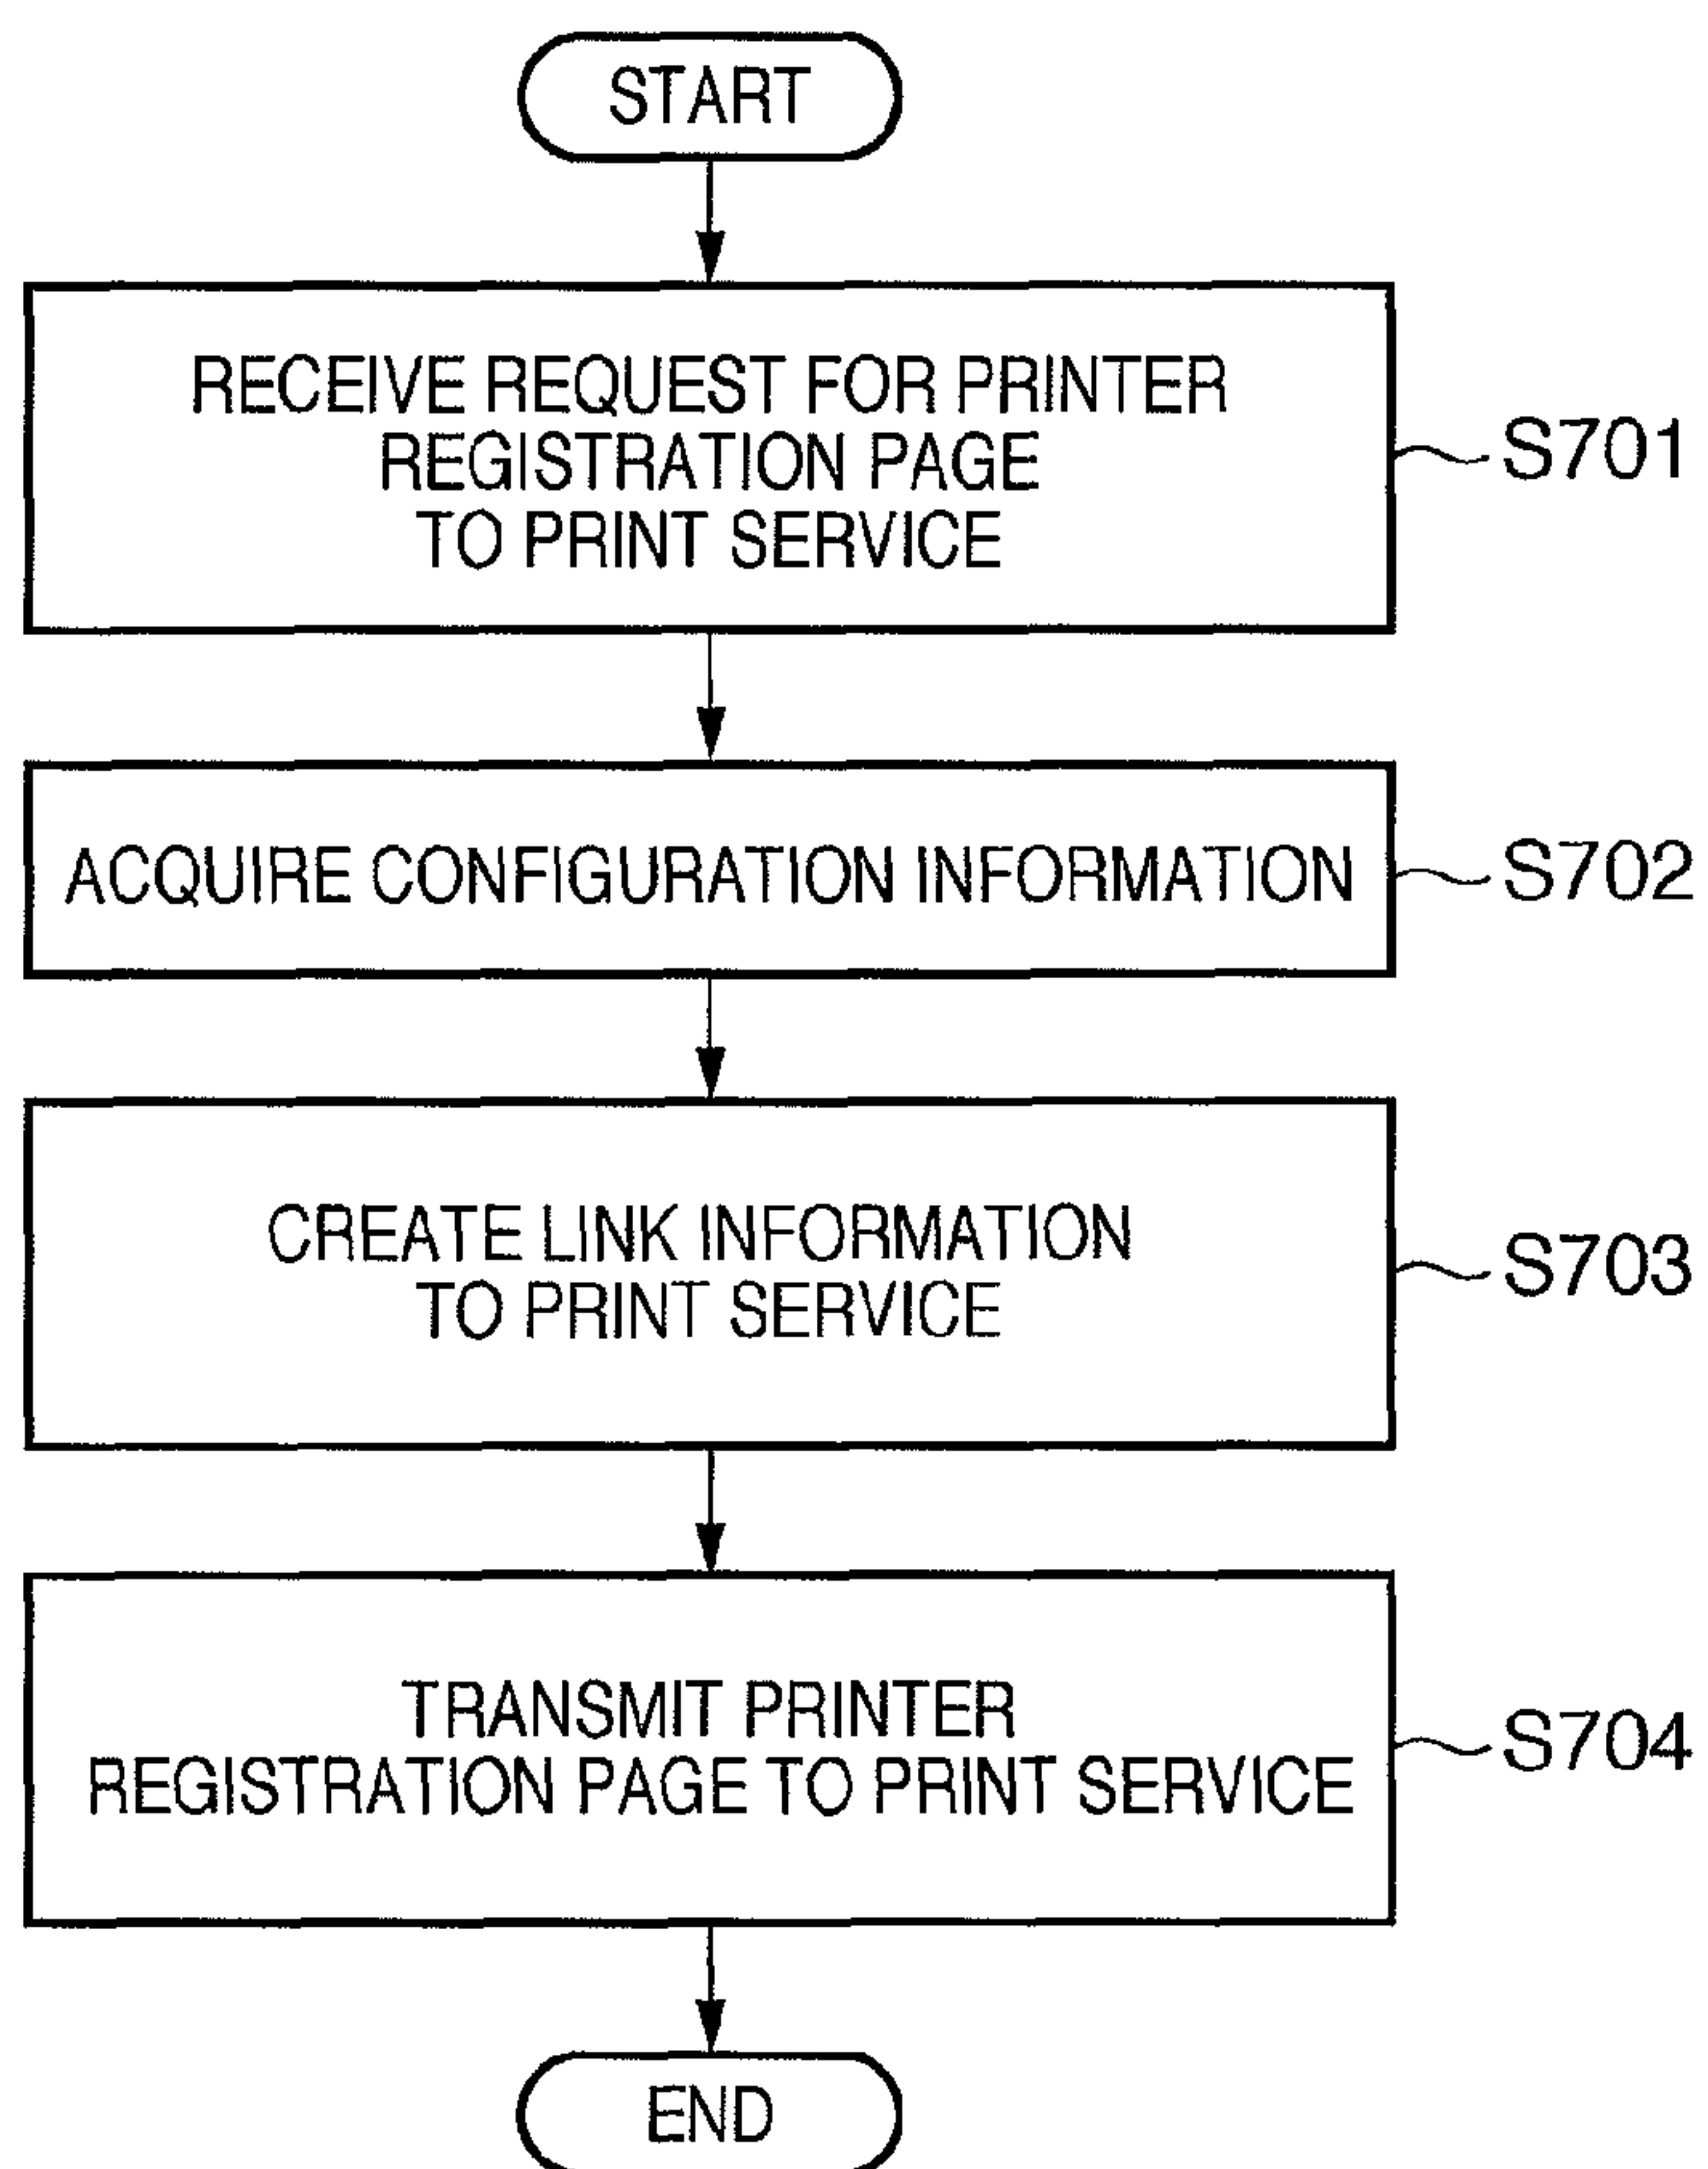 START
RECEIVE REQUEST FOR PRINTER
REGISTRATION PAGE
TO PRINT SERVICE
S701
ACQUIRE CONFIGURATION INFORMATION
S702
CREATE LINK INFORMATION
TO PRINT SERVICE
S703
TRANSMIT PRINTER
REGISTRATION PAGE TO PRINT SERVICE
S704
END